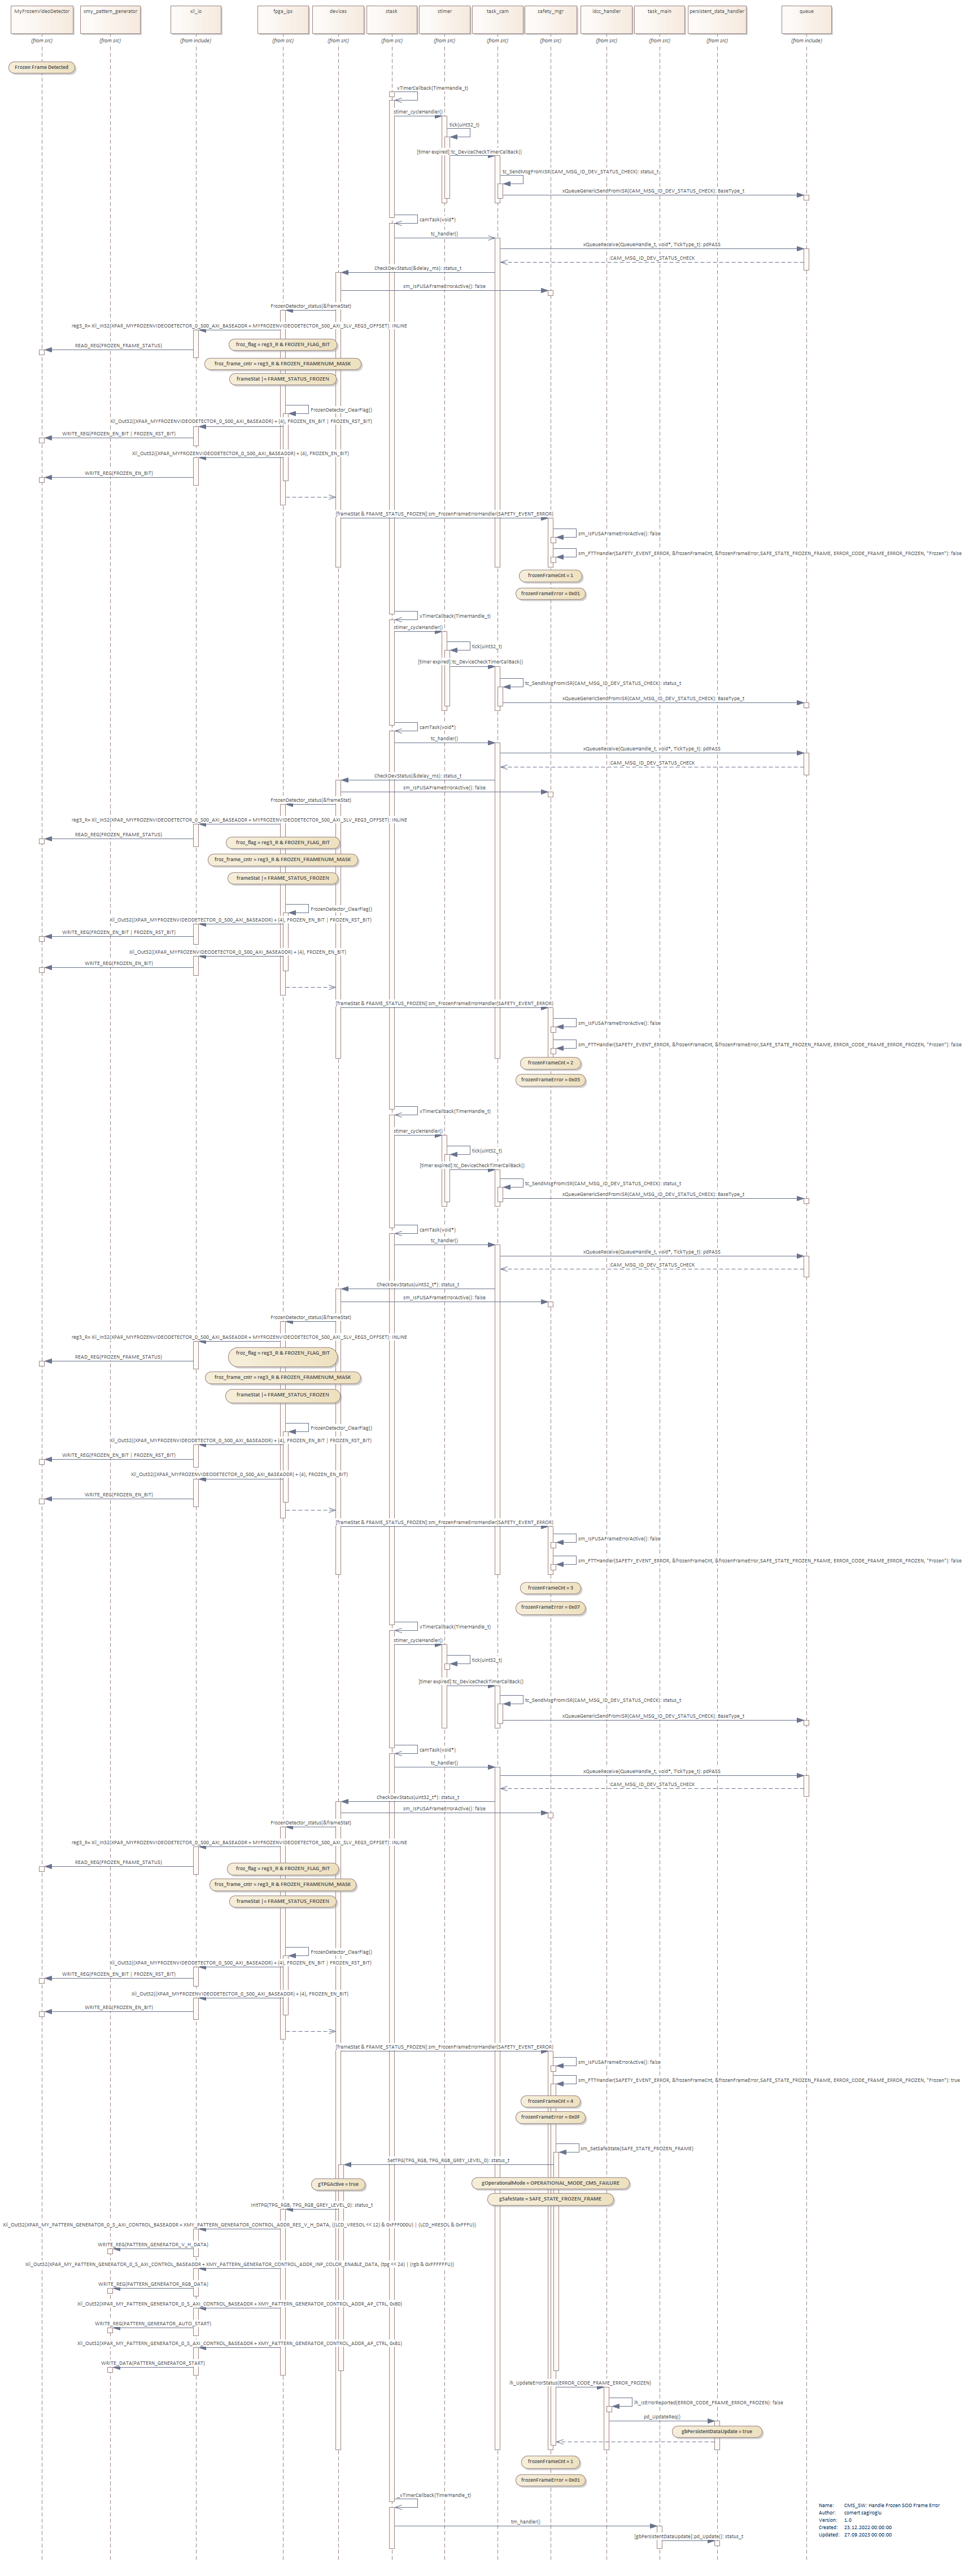 MyFrozenVideoDetector
xmy_pattern_generator
xil_io
fpga_ips
devices
stask
stimer
task_cam
safety_mgr
idcc_handler
task_main
persistent_data_handler
queue
(from src)
(from src)
(from include)
(from src)
(from src)
(from src)
(from src)
(from src)
(from src)
(from src)
(from src)
(from src)
(from include)
Frozen Frame Detected
vTimerCallback(TimerHandle_t)
stimer_cycleHandler()
tick(uint32_t)
[timer expired]:tc_DeviceCheckTimerCallBack()
tc_SendMsgFromISR(CAM_MSG_ID_DEV_STATUS_CHECK): status_t
xQueueGenericSendFromISR(CAM_MSG_ID_DEV_STATUS_CHECK): BaseType_t
camTask(void*)
tc_handler()
xQueueReceive(QueueHandle_t, void*, TickType_t): pdPASS
CAM_MSG_ID_DEV_STATUS_CHECK
CheckDevStatus(&delay_ms): status_t
sm_IsFUSAFrameErrorActive(): false
FrozenDetector_status(&frameStat)
reg3_R= Xil_In32(XPAR_MYFROZENVIDEODETECTOR_0_S00_AXI_BASEADDR + MYFROZENVIDEODETECTOR_S00_AXI_SLV_REG3_OFFSET): INLINE
READ_REG(FROZEN_FRAME_STATUS)
froz_flag = reg3_R & FROZEN_FLAG_BIT
froz_frame_cntr = reg3_R & FROZEN_FRAMENUM_MASK
frameStat |= FRAME_STATUS_FROZEN
FrozenDetector_ClearFlag()
Xil_Out32((XPAR_MYFROZENVIDEODETECTOR_0_S00_AXI_BASEADDR) + (4), FROZEN_EN_BIT | FROZEN_RST_BIT)
WRITE_REG(FROZEN_EN_BIT | FROZEN_RST_BIT)
Xil_Out32((XPAR_MYFROZENVIDEODETECTOR_0_S00_AXI_BASEADDR) + (4), FROZEN_EN_BIT)
WRITE_REG(FROZEN_EN_BIT)
[frameStat & FRAME_STATUS_FROZEN]:sm_FrozenFrameErrorHandler(SAFETY_EVENT_ERROR)
sm_IsFUSAFrameErrorActive(): false
sm_FTTHandler(SAFETY_EVENT_ERROR, &frozenFrameCnt, &frozenFrameError,SAFE_STATE_FROZEN_FRAME, ERROR_CODE_FRAME_ERROR_FROZEN, "Frozen"): false
frozenFrameCnt = 1
frozenFrameError = 0x01
vTimerCallback(TimerHandle_t)
stimer_cycleHandler()
tick(uint32_t)
[timer expired]:tc_DeviceCheckTimerCallBack()
tc_SendMsgFromISR(CAM_MSG_ID_DEV_STATUS_CHECK): status_t
xQueueGenericSendFromISR(CAM_MSG_ID_DEV_STATUS_CHECK): BaseType_t
camTask(void*)
tc_handler()
xQueueReceive(QueueHandle_t, void*, TickType_t): pdPASS
CAM_MSG_ID_DEV_STATUS_CHECK
CheckDevStatus(&delay_ms): status_t
sm_IsFUSAFrameErrorActive(): false
FrozenDetector_status(&frameStat)
reg3_R= Xil_In32(XPAR_MYFROZENVIDEODETECTOR_0_S00_AXI_BASEADDR + MYFROZENVIDEODETECTOR_S00_AXI_SLV_REG3_OFFSET): INLINE
READ_REG(FROZEN_FRAME_STATUS)
froz_flag = reg3_R & FROZEN_FLAG_BIT
froz_frame_cntr = reg3_R & FROZEN_FRAMENUM_MASK
frameStat |= FRAME_STATUS_FROZEN
FrozenDetector_ClearFlag()
Xil_Out32((XPAR_MYFROZENVIDEODETECTOR_0_S00_AXI_BASEADDR) + (4), FROZEN_EN_BIT | FROZEN_RST_BIT)
WRITE_REG(FROZEN_EN_BIT | FROZEN_RST_BIT)
Xil_Out32((XPAR_MYFROZENVIDEODETECTOR_0_S00_AXI_BASEADDR) + (4), FROZEN_EN_BIT)
WRITE_REG(FROZEN_EN_BIT)
[frameStat & FRAME_STATUS_FROZEN]:sm_FrozenFrameErrorHandler(SAFETY_EVENT_ERROR)
sm_IsFUSAFrameErrorActive(): false
sm_FTTHandler(SAFETY_EVENT_ERROR, &frozenFrameCnt, &frozenFrameError,SAFE_STATE_FROZEN_FRAME, ERROR_CODE_FRAME_ERROR_FROZEN, "Frozen"): false
frozenFrameCnt = 2
frozenFrameError = 0x03
vTimerCallback(TimerHandle_t)
stimer_cycleHandler()
tick(uint32_t)
[timer expired]:tc_DeviceCheckTimerCallBack()
tc_SendMsgFromISR(CAM_MSG_ID_DEV_STATUS_CHECK): status_t
xQueueGenericSendFromISR(CAM_MSG_ID_DEV_STATUS_CHECK): BaseType_t
camTask(void*)
tc_handler()
xQueueReceive(QueueHandle_t, void*, TickType_t): pdPASS
CAM_MSG_ID_DEV_STATUS_CHECK
CheckDevStatus(uint32_t*): status_t
sm_IsFUSAFrameErrorActive(): false
FrozenDetector_status(&frameStat)
reg3_R= Xil_In32(XPAR_MYFROZENVIDEODETECTOR_0_S00_AXI_BASEADDR + MYFROZENVIDEODETECTOR_S00_AXI_SLV_REG3_OFFSET): INLINE
READ_REG(FROZEN_FRAME_STATUS)
froz_flag = reg3_R & FROZEN_FLAG_BIT
froz_frame_cntr = reg3_R & FROZEN_FRAMENUM_MASK
frameStat |= FRAME_STATUS_FROZEN
FrozenDetector_ClearFlag()
Xil_Out32((XPAR_MYFROZENVIDEODETECTOR_0_S00_AXI_BASEADDR) + (4), FROZEN_EN_BIT | FROZEN_RST_BIT)
WRITE_REG(FROZEN_EN_BIT | FROZEN_RST_BIT)
Xil_Out32((XPAR_MYFROZENVIDEODETECTOR_0_S00_AXI_BASEADDR) + (4), FROZEN_EN_BIT)
WRITE_REG(FROZEN_EN_BIT)
[frameStat & FRAME_STATUS_FROZEN]:sm_FrozenFrameErrorHandler(SAFETY_EVENT_ERROR)
sm_IsFUSAFrameErrorActive(): false
sm_FTTHandler(SAFETY_EVENT_ERROR, &frozenFrameCnt, &frozenFrameError,SAFE_STATE_FROZEN_FRAME, ERROR_CODE_FRAME_ERROR_FROZEN, "Frozen"): false
frozenFrameCnt = 3
frozenFrameError = 0x07
vTimerCallback(TimerHandle_t)
stimer_cycleHandler()
tick(uint32_t)
[timer expired]:tc_DeviceCheckTimerCallBack()
tc_SendMsgFromISR(CAM_MSG_ID_DEV_STATUS_CHECK): status_t
xQueueGenericSendFromISR(CAM_MSG_ID_DEV_STATUS_CHECK): BaseType_t
camTask(void*)
tc_handler()
xQueueReceive(QueueHandle_t, void*, TickType_t): pdPASS
CAM_MSG_ID_DEV_STATUS_CHECK
CheckDevStatus(uint32_t*): status_t
sm_IsFUSAFrameErrorActive(): false
FrozenDetector_status(&frameStat)
reg3_R= Xil_In32(XPAR_MYFROZENVIDEODETECTOR_0_S00_AXI_BASEADDR + MYFROZENVIDEODETECTOR_S00_AXI_SLV_REG3_OFFSET): INLINE
READ_REG(FROZEN_FRAME_STATUS)
froz_flag = reg3_R & FROZEN_FLAG_BIT
froz_frame_cntr = reg3_R & FROZEN_FRAMENUM_MASK
frameStat |= FRAME_STATUS_FROZEN
FrozenDetector_ClearFlag()
Xil_Out32((XPAR_MYFROZENVIDEODETECTOR_0_S00_AXI_BASEADDR) + (4), FROZEN_EN_BIT | FROZEN_RST_BIT)
WRITE_REG(FROZEN_EN_BIT | FROZEN_RST_BIT)
Xil_Out32((XPAR_MYFROZENVIDEODETECTOR_0_S00_AXI_BASEADDR) + (4), FROZEN_EN_BIT)
WRITE_REG(FROZEN_EN_BIT)
[frameStat & FRAME_STATUS_FROZEN]:sm_FrozenFrameErrorHandler(SAFETY_EVENT_ERROR)
sm_IsFUSAFrameErrorActive(): false
sm_FTTHandler(SAFETY_EVENT_ERROR, &frozenFrameCnt, &frozenFrameError,SAFE_STATE_FROZEN_FRAME, ERROR_CODE_FRAME_ERROR_FROZEN, "Frozen"): true
frozenFrameCnt = 4
frozenFrameError = 0x0F
sm_SetSafeState(SAFE_STATE_FROZEN_FRAME)
SetTPG(TPG_RGB, TPG_RGB_GREY_LEVEL_0): status_t
gTPGActive = true
gOperationalMode = OPERATIONAL_MODE_CMS_FAILURE
gSafeState = SAFE_STATE_FROZEN_FRAME
InitTPG(TPG_RGB, TPG_RGB_GREY_LEVEL_0): status_t
Xil_Out32(XPAR_MY_PATTERN_GENERATOR_0_S_AXI_CONTROL_BASEADDR + XMY_PATTERN_GENERATOR_CONTROL_ADDR_RES_V_H_DATA, ((LCD_VRESOL << 12) & 0xFFF000U) | (LCD_HRESOL & 0xFFFU))
WRITE_REG(PATTERN_GENERATOR_V_H_DATA)
Xil_Out32(XPAR_MY_PATTERN_GENERATOR_0_S_AXI_CONTROL_BASEADDR + XMY_PATTERN_GENERATOR_CONTROL_ADDR_INP_COLOR_ENABLE_DATA, (tpg << 24) | (rgb & 0xFFFFFFU))
WRITE_REG(PATTERN_GENERATOR_RGB_DATA)
Xil_Out32(XPAR_MY_PATTERN_GENERATOR_0_S_AXI_CONTROL_BASEADDR + XMY_PATTERN_GENERATOR_CONTROL_ADDR_AP_CTRL, 0x80)
WRITE_REG(PATTERN_GENERATOR_AUTO_START)
Xil_Out32(XPAR_MY_PATTERN_GENERATOR_0_S_AXI_CONTROL_BASEADDR + XMY_PATTERN_GENERATOR_CONTROL_ADDR_AP_CTRL, 0x81)
WRITE_DATA(PATTERN_GENERATOR_START)
ih_UpdateErrorStatus(ERROR_CODE_FRAME_ERROR_FROZEN)
ih_IsErrorReported(ERROR_CODE_FRAME_ERROR_FROZEN): false
pd_UpdateReq()
gbPersistentDataUpdate = true
frozenFrameCnt = 1
frozenFrameError = 0x01
vTimerCallback(TimerHandle_t)
tm_handler()
[gbPersistentDataUpdate]:pd_Update(): status_t
Name: CMS_SW: Handle Frozen SOD Frame Error
Author: comert.sagiroglu
Version: 1.0
Created: 23.12.2022 00:00:00
Updated: 27.09.2023 00:00:00